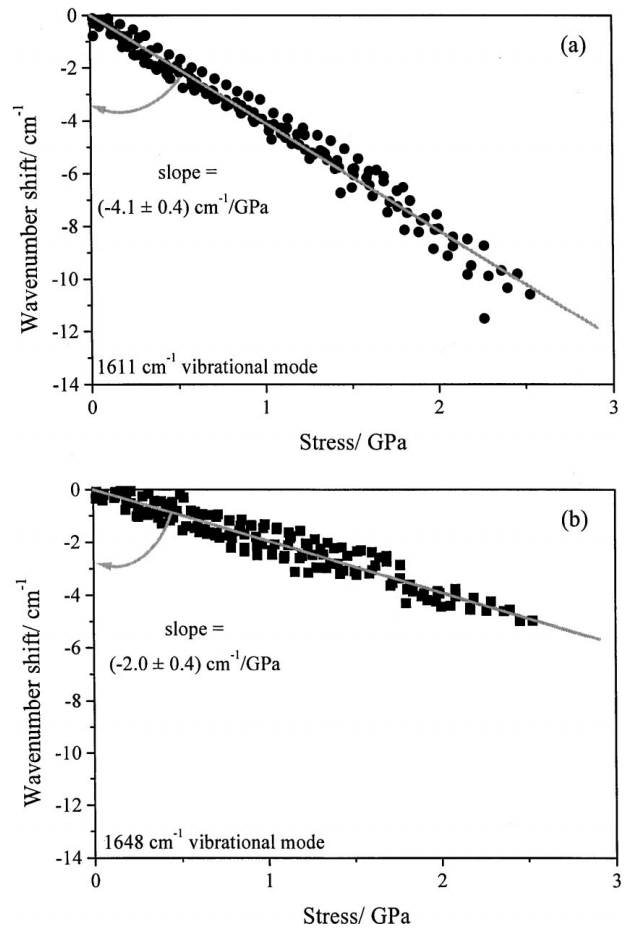 (a)
0
-2
-4
-6
-8
-10
-12
-14
Wavenumber shift/ cm⁻¹
slope =
(-4.1 ± 0.4) cm⁻¹/GPa
1611 cm⁻¹ vibrational mode
0 1 2 3
Stress/ GPa
(b)
0
-2
-4
-6
-8
-10
-12
-14
Wavenumber shift/ cm⁻¹
slope =
(-2.0 ± 0.4) cm⁻¹/GPa
1648 cm⁻¹ vibrational mode
0 1 2 3
Stress/ GPa